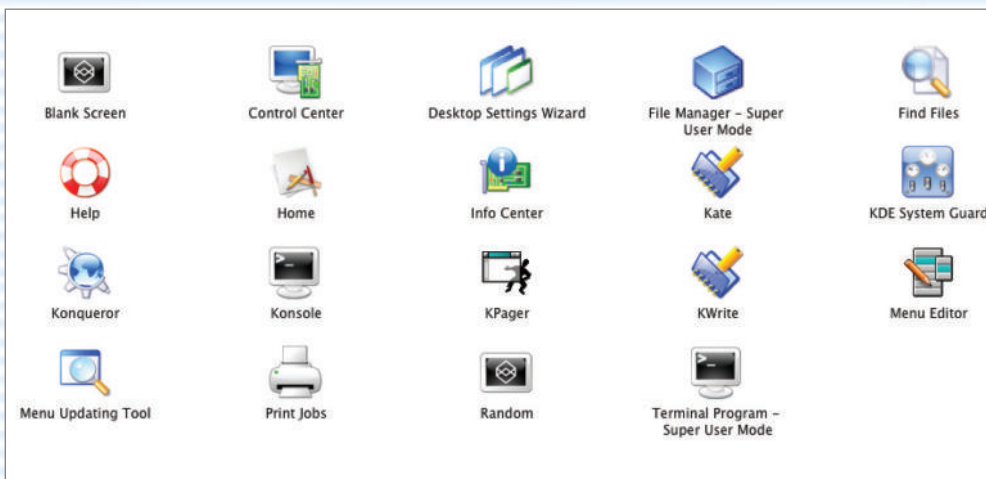 Blank Screen
Control Center
Desktop Settings Wizard
File Manager – Super
User Mode
Find Files
Help
Home
Info Center
Kate
KDE System Guard
Konqueror
Konsole
KPager
KWrite
Menu Editor
Menu Updating Tool
Print Jobs
Random
Terminal Program –
Super User Mode